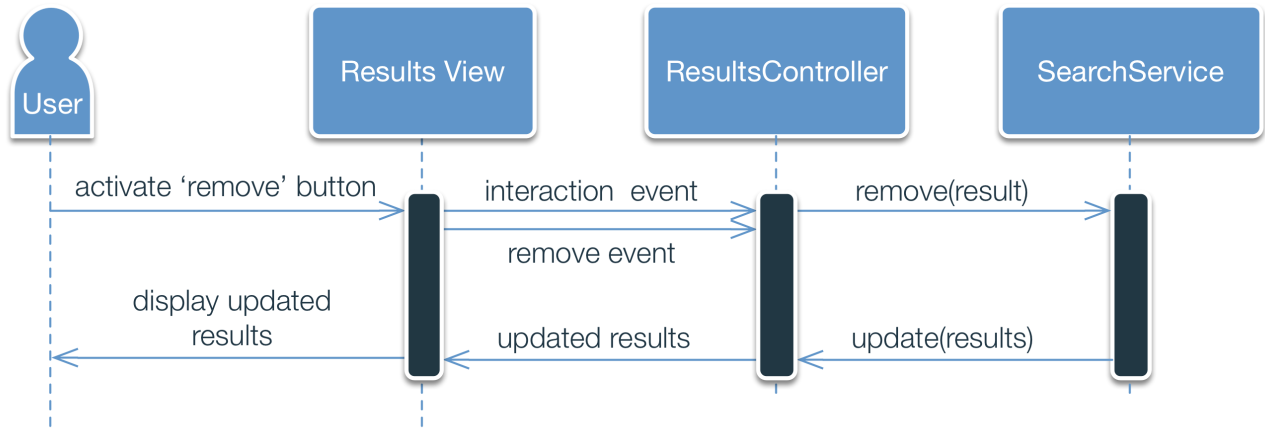 User
Results View
ResultsController
SearchService
activate ‘remove’ button
interaction event
remove(result)
remove event
display updated
results
updated results
update(results)